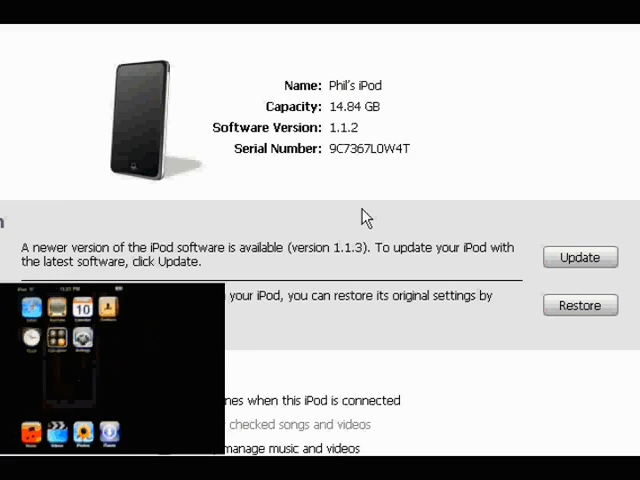 Name: Phil's iPod
Capacity: 14.84 GB
Software Version: 1.1.2
Serial Number: 9C7367L0W4T
A newer version of the iPod software is available (version 1.1.3). To update your iPod with
the latest software, click Update.
Update
your iPod, you can restore its original settings by
Restore
10
when this iPod is connected
checked songs and videos
manage music and videos